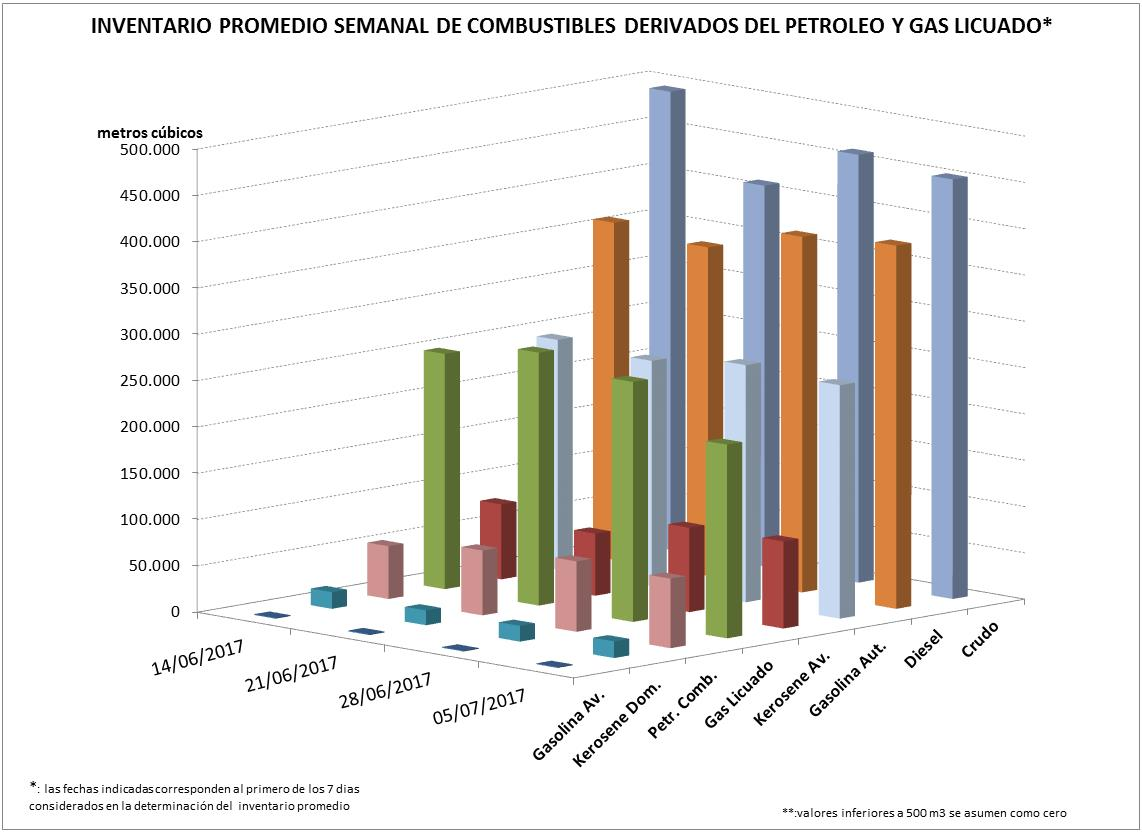 INVENTARIO PROMEDIO SEMANAL DE COMBUSTIBLES DERIVADOS DEL PETROLEO Y GAS LICUADO*
metros cúbicos
500.000
450.000
400.000
350.000
300.000
250.000
200.000
150.000
100.000
50.000
0
14/06/2017
21/06/2017
28/06/2017
05/07/2017
Gasolina Av.
Kerosene Dom.
Petr. Comb.
Gas Licuado
Kerosene Av.
Gasolina Aut.
Diesel
Crudo
*: las fechas indicadas corresponden al primero de los 7 dias
considerados en la determinación del inventario promedio
**:valores inferiores a 500 m3 se asumen como cero